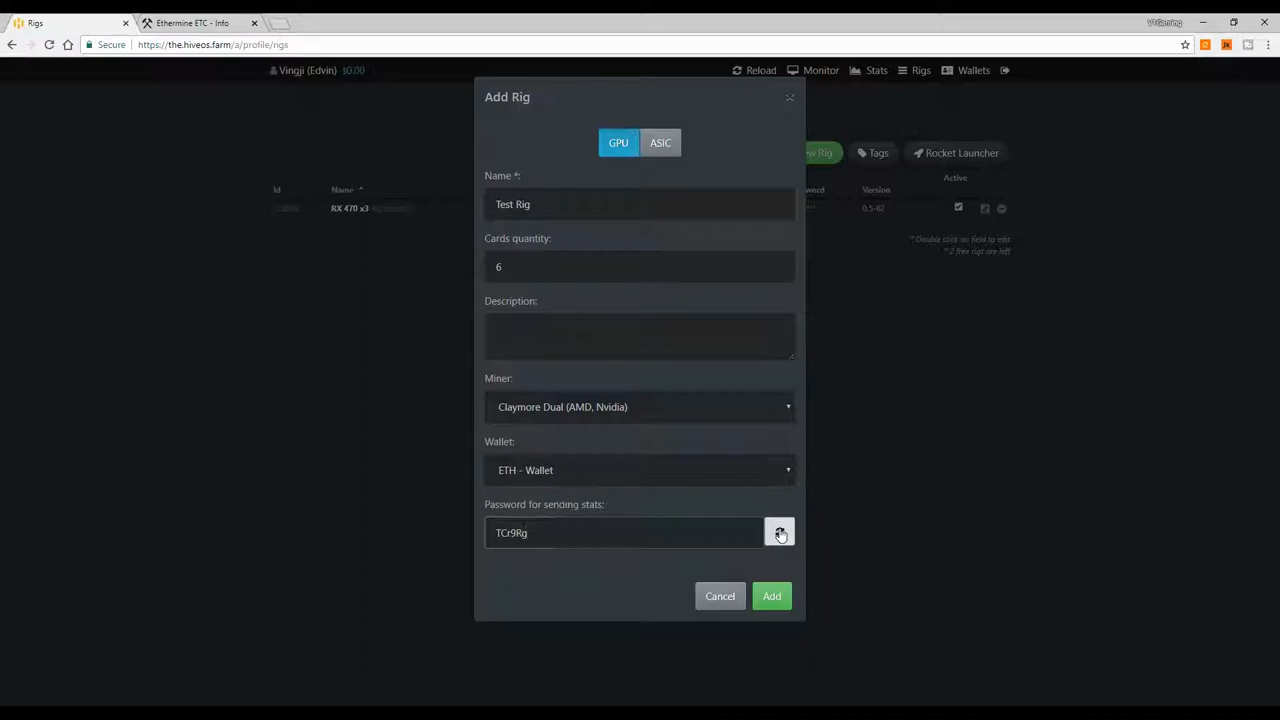 Rigs
Ethermine ETC - Info
V1Gaming
Secure https://the.hiveos.farm/a/profile/rigs
Vingji (Edvin) $0.00
Reload Monitor Stats Rigs Wallets
Add Rig
GPU ASIC
Rig Tags Rocket Launcher
Name *:
Active
Id Name Version
Test Rig
RX 470 x3 0.5-62
Cards quantity:
* Double click on field to edit
* 2 free rigs are left
6
Description:
Miner:
Claymore Dual (AMD, Nvidia)
Wallet:
ETH - Wallet
Password for sending stats:
TCr9Rg
Cancel Add